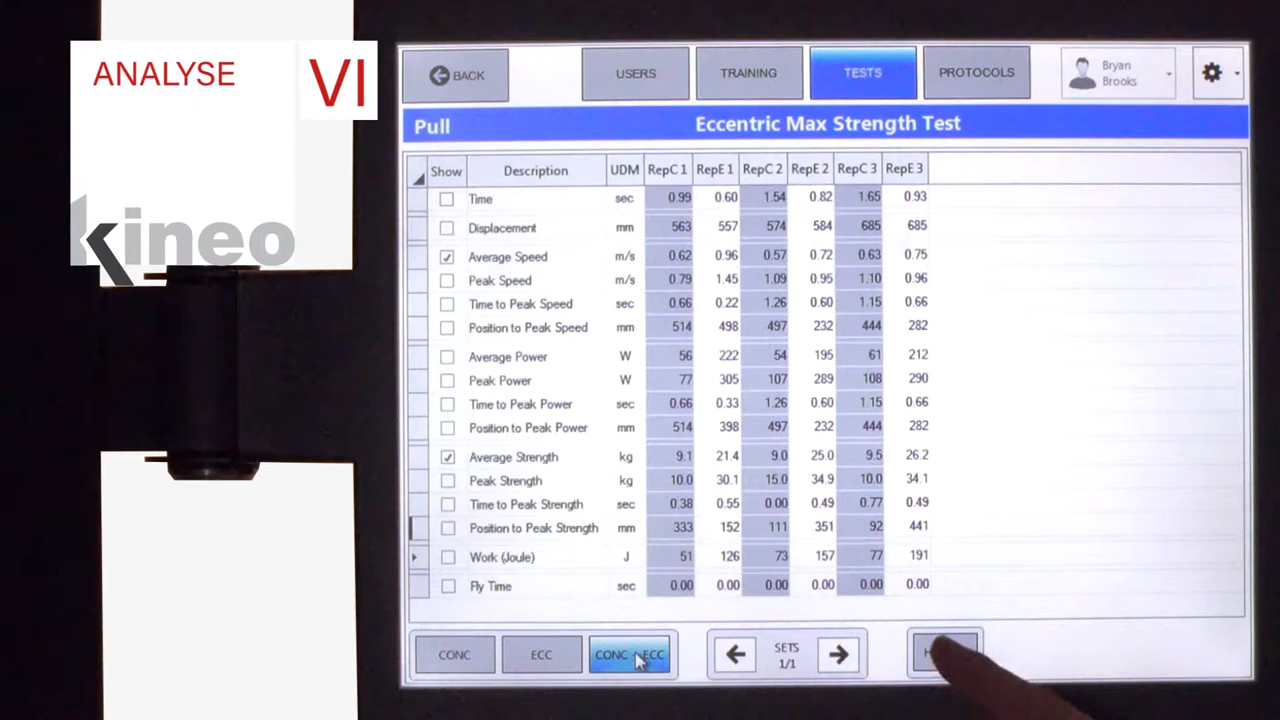 ANALYSE VI
kineo
BACK USERS TRAINING TESTS PROTOCOLS Bryan Brooks
Pull Eccentric Max Strength Test
Show Description UDM RepC 1 RepE 1 RepC 2 RepE 2 RepC 3 RepE 3
Time sec 0.99 0.60 1.54 0.82 1.65 0.93
Displacement mm 563 557 574 584 685 685
Average Speed m/s 0.62 0.96 0.57 0.72 0.63 0.75
Peak Speed m/s 0.79 1.45 1.09 0.95 1.10 0.96
Time to Peak Speed sec 0.66 0.22 1.26 0.60 1.15 0.66
Position to Peak Speed mm 514 498 497 232 444 282
Average Power W 56 222 54 195 61 212
Peak Power W 77 305 107 289 108 290
Time to Peak Power sec 0.66 0.33 1.26 0.60 1.15 0.66
Position to Peak Power mm 514 398 497 232 444 282
Average Strength kg 9.1 21.4 9.0 25.0 9.5 26.2
Peak Strength kg 10.0 30.1 15.0 34.9 10.0 34.1
Time to Peak Strength sec 0.38 0.55 0.00 0.49 0.77 0.49
Position to Peak Strength mm 333 152 111 351 92 441
Work (Joule) J 51 126 73 157 77 191
Fly Time sec 0.00 0.00 0.00 0.00 0.00 0.00
CONC ECC CONC ECC SETS
1/1